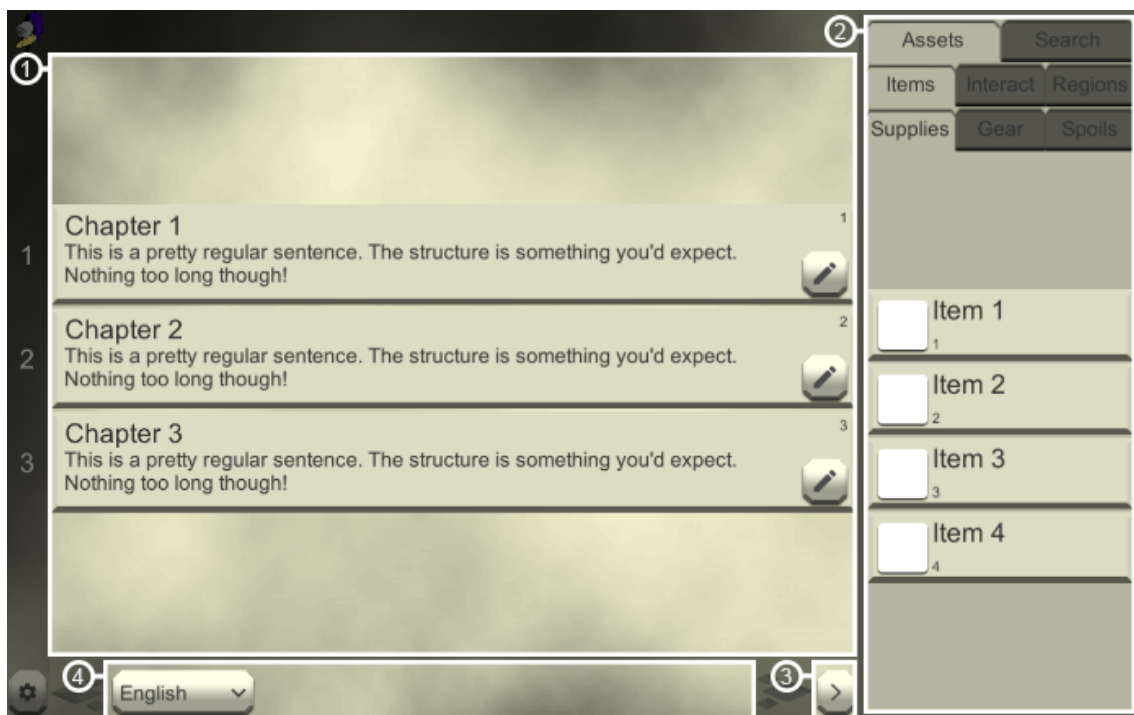 ①
②
Assets Search
Items Interact Regions
Supplies Gear Spoils
1
Chapter 1
1
This is a pretty regular sentence. The structure is something you'd expect.
Nothing too long though!
2
Chapter 2
2
This is a pretty regular sentence. The structure is something you'd expect.
Nothing too long though!
3
Chapter 3
3
This is a pretty regular sentence. The structure is something you'd expect.
Nothing too long though!
Item 1
1
Item 2
2
Item 3
3
Item 4
4
④
English
③